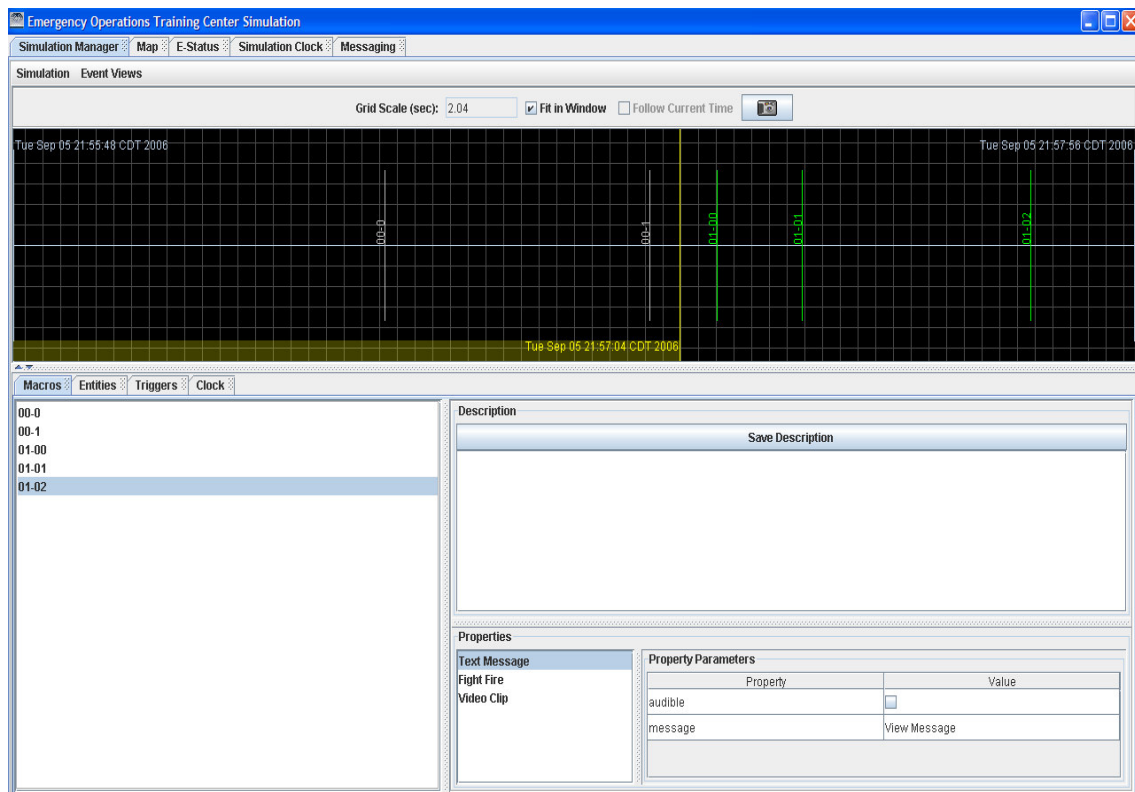 Emergency Operations Training Center Simulation
Simulation Manager Map E-Status Simulation Clock Messaging
Simulation Event Views
Grid Scale (sec): 2.04 Fit in Window Follow Current Time
Tue Sep 05 21:55:48 CDT 2006 Tue Sep 05 21:57:56 CDT 2006
00-0 00-1 01-00 01-01 01-02
Tue Sep 05 21:57:04 CDT 2006
Macros Entities Triggers Clock
00-0
00-1
01-00
01-01
01-02
Description
Save Description
Properties
Text Message
Fight Fire
Video Clip
Property Parameters
Property Value
audible
message View Message